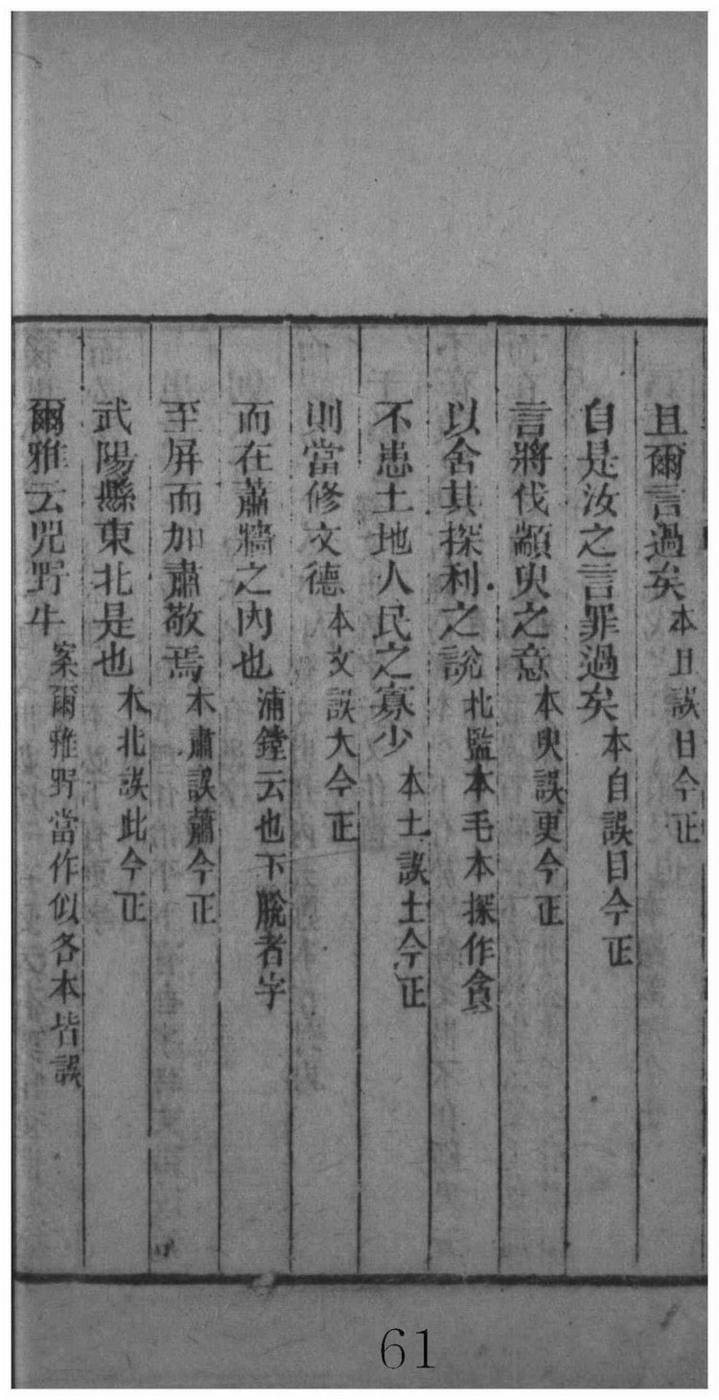 且爾言過矣本且誤曰今正
自是汝之言罪過矣本自誤目今正
言將伐顓臾之意本臾誤更今正
以舍其探利之說北監本毛本探作貪
不患土地人民之寡少本土誤士今正
則當修文德本文誤大今正
而在蕭牆之內也浦鏜云也下脫者字
至屏而加肅敬焉本肅誤蕭今正
武陽縣東北是也本北誤此今正
爾雅云兕野牛案爾雅野當作似各本皆誤
61